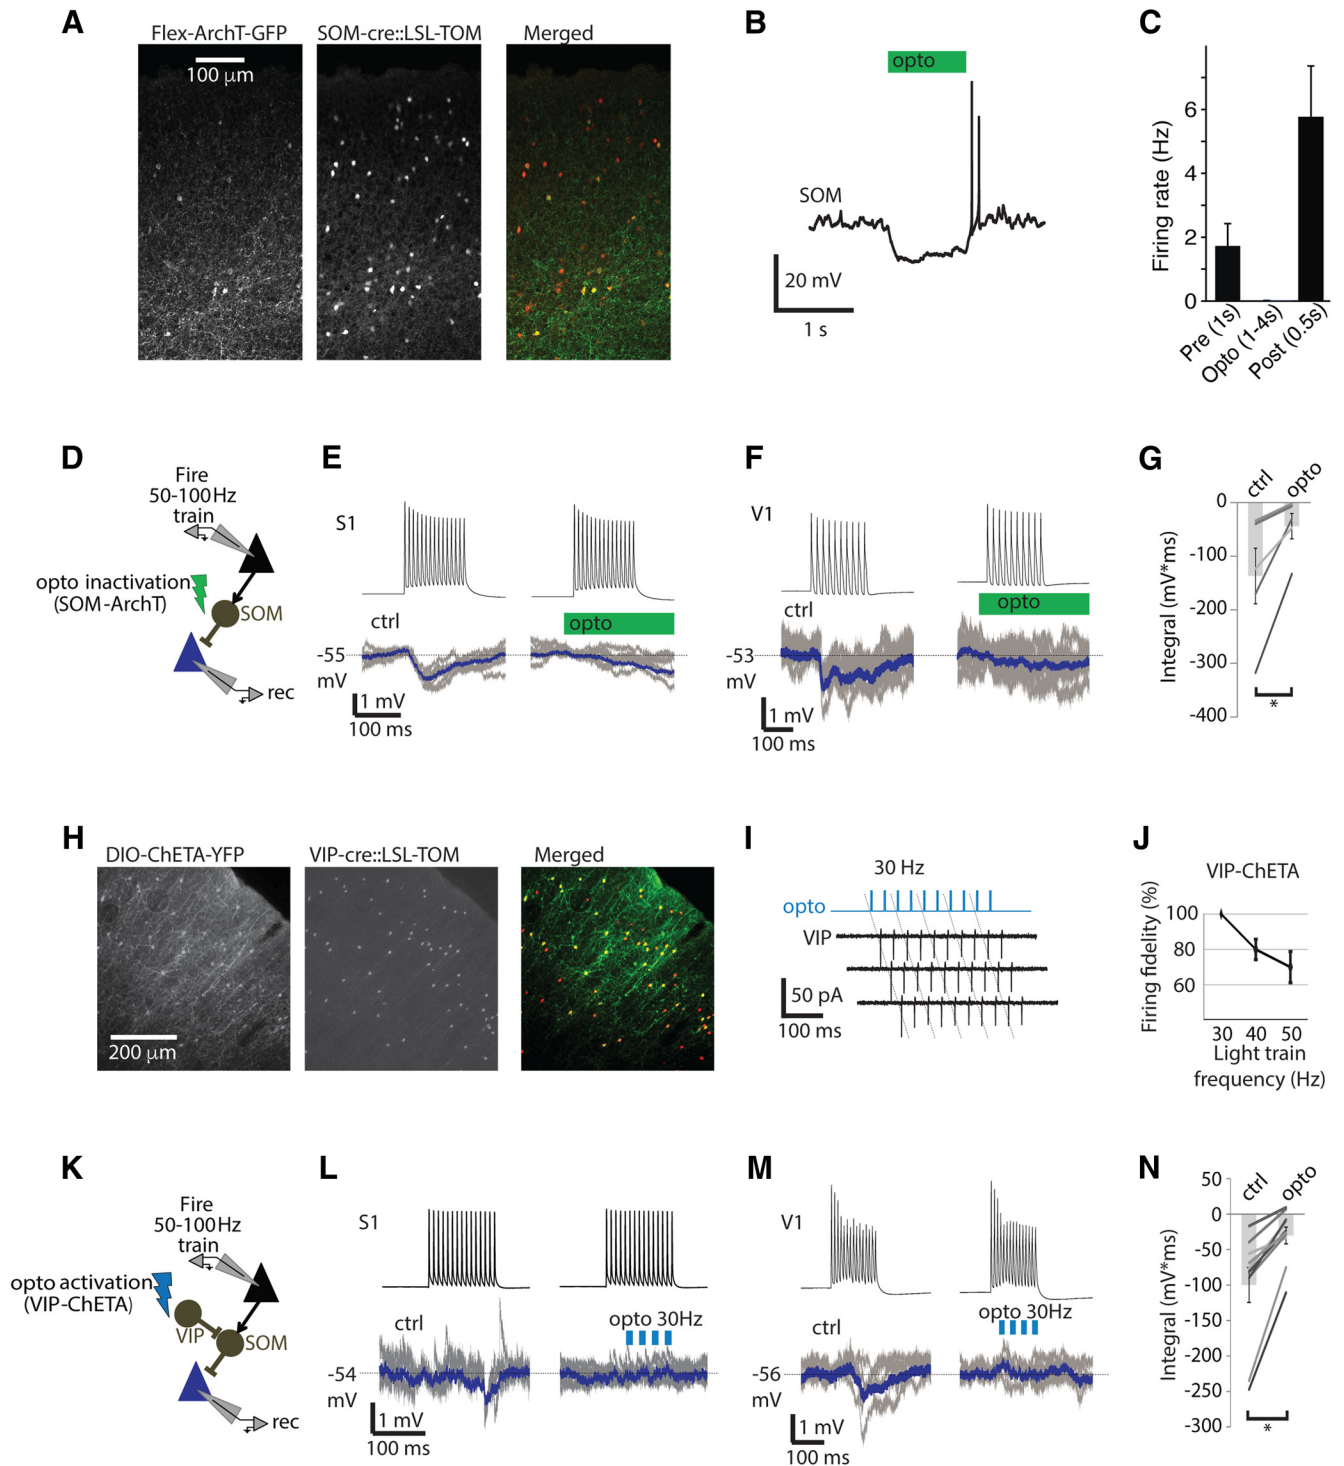 A
Flex-ArchT-GFP
SOM-cre::LSL-TOM
Merged
100 µm
B
opto
SOM
20 mV
1 s
C
Firing rate (Hz)
6
4
2
0
Pre (1s)
Opto (1-4s)
Post (0.5s)
D
Fire
50-100Hz
train
opto inactivation
(SOM-ArchT)
SOM
rec
E
S1
ctrl
opto
-55
mV
1 mV
100 ms
F
V1
ctrl
opto
-53
mV
1 mV
100 ms
G
ctrl
opto
Integral (mV*ms)
0
-100
-200
-300
-400
*
H
DIO-ChETA-YFP
VIP-cre::LSL-TOM
Merged
200 µm
I
30 Hz
opto
VIP
50 pA
100 ms
J
VIP-ChETA
Firing fidelity (%)
100
80
60
30 40 50
Light train
frequency (Hz)
K
Fire
50-100Hz
train
opto activation
(VIP-ChETA)
VIP
SOM
rec
L
S1
ctrl
opto 30Hz
-54
mV
1 mV
100 ms
M
V1
ctrl
opto 30Hz
-56
mV
1 mV
100 ms
N
ctrl
opto
Integral (mV*ms)
50
0
-50
-100
-150
-200
-250
-300
*